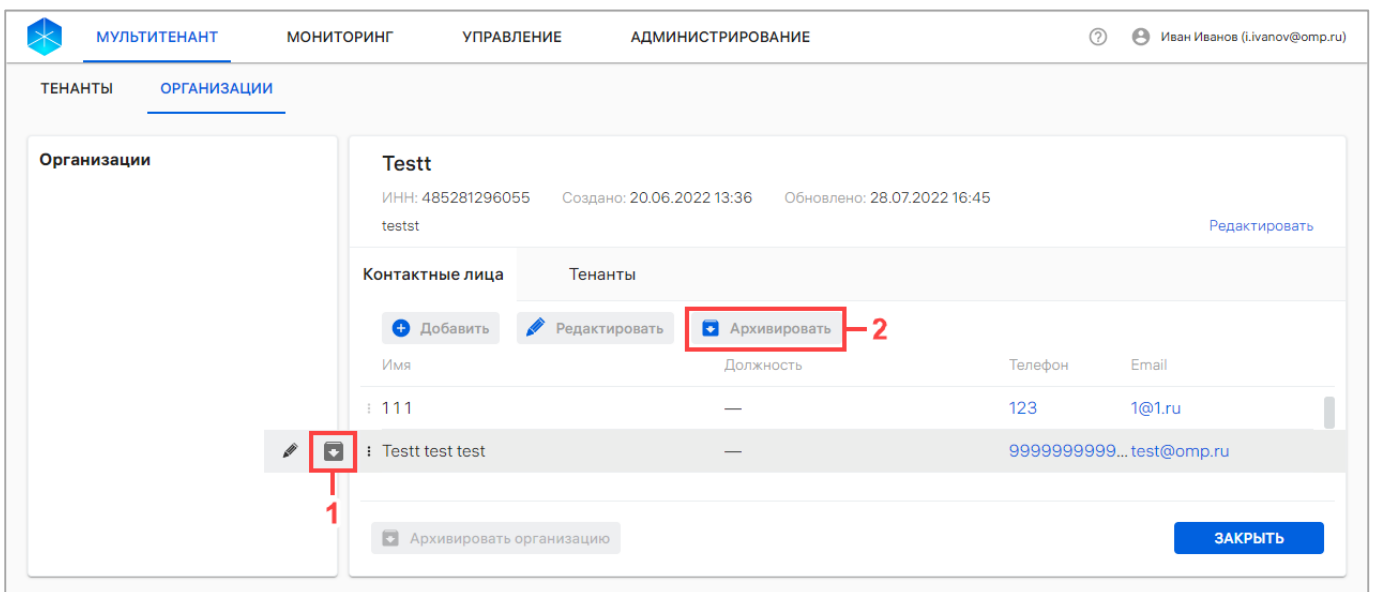 МУЛЬТИТЕНАНТ МОНИТОРИНГ УПРАВЛЕНИЕ АДМИНИСТРИРОВАНИЕ ? Иван Иванов (i.ivanov@omp.ru)
ТЕНАНТЫ ОРГАНИЗАЦИИ
Организации
Testt
ИНН: 485281296055 Создано: 20.06.2022 13:36 Обновлено: 28.07.2022 16:45
testst Редактировать
Контактные лица Тенанты
Добавить Редактировать Архивировать 2
Имя Должность Телефон Email
111 — 123 1@1.ru
Testt test test — 9999999999... test@omp.ru
1
Архивировать организацию ЗАКРЫТЬ